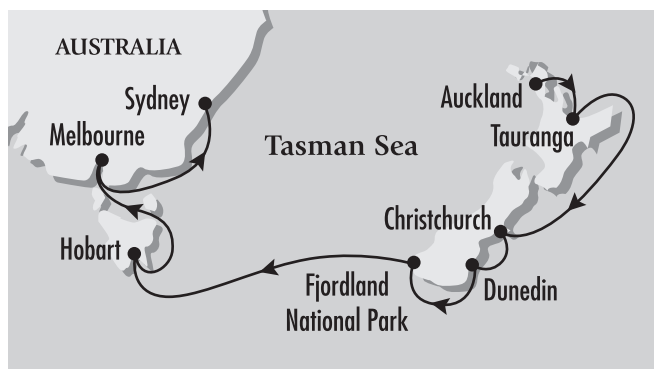 AUSTRALIA
Sydney
Auckland
Melbourne
Tauranga
Tasman Sea
Christchurch
Hobart
Fjordland
National Park
Dunedin